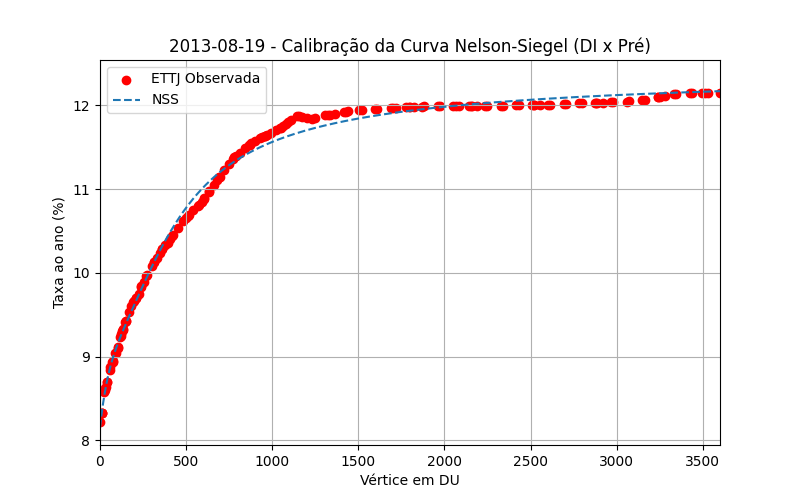 2013-08-19 - Calibração da Curva Nelson-Siegel (DI x Pré)
ETTJ Observada
NSS
Taxa ao ano (%)
12
11
10
9
8
0 500 1000 1500 2000 2500 3000 3500
Vértice em DU